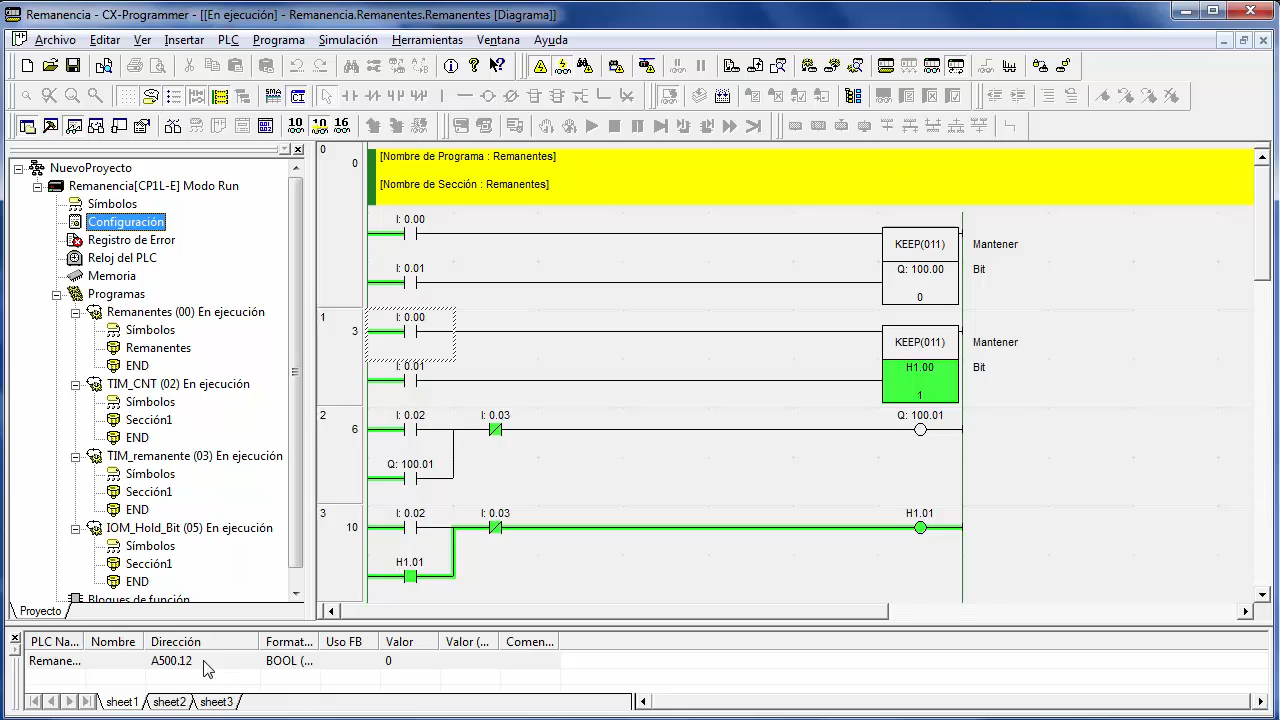 Remanencia - CX-Programmer - [[En ejecución] - Remanencia.Remanentes.Remanentes [Diagrama]]
Archivo Editar Ver Insertar PLC Programa Simulación Herramientas Ventana Ayuda
SMA CI
10 10 16
NuevoProyecto
Remanencia[CP1L-E] Modo Run
Símbolos
Configuración
Registro de Error
Reloj del PLC
Memoria
Programas
Remanentes (00) En ejecución
Símbolos
Remanentes
END
TIM_CNT (02) En ejecución
Símbolos
Sección1
END
TIM_remanente (03) En ejecución
Símbolos
Sección1
END
IOM_Hold_Bit (05) En ejecución
Símbolos
Sección1
END
Bloques de función
Proyecto
0
0
[Nombre de Programa : Remanentes]
[Nombre de Sección : Remanentes]
I: 0.00
KEEP(011) Mantener
I: 0.01
Q: 100.00 Bit
0
1
3
I: 0.00
KEEP(011) Mantener
I: 0.01
H1.00 Bit
1
2
6
I: 0.02 I: 0.03 Q: 100.01
Q: 100.01
3
10
I: 0.02 I: 0.03 H1.01
H1.01
PLC Na... Nombre Dirección Format... Uso FB Valor Valor (... Comen...
Remane... A500.12 BOOL (... 0
sheet1 sheet2 sheet3